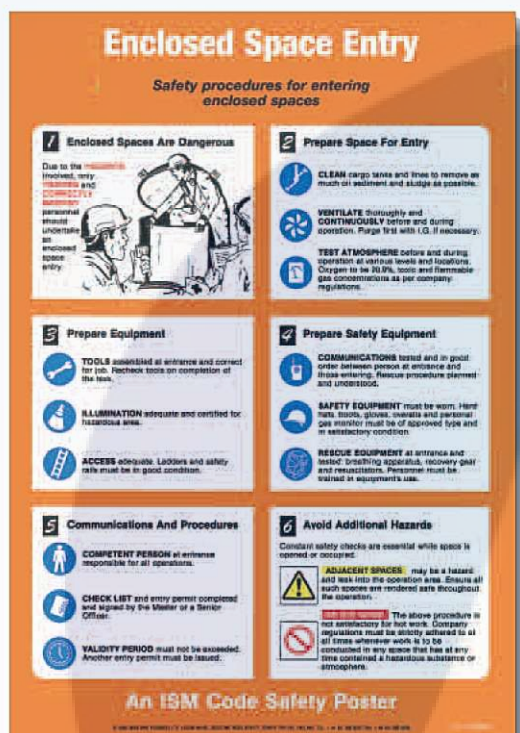 Enclosed Space Entry
Safety procedures for entering
enclosed spaces
1 Enclosed Spaces Are Dangerous
Due to the
involved, only
and
personnel
should
undertake
an
enclosed
space
entry.
2 Prepare Space For Entry
CLEAN cargo tanks and lines to remove as
much oil sediment and sludge as possible.
VENTILATE thoroughly and
CONTINUOUSLY before and during
operation. Purge first with I.G. if necessary.
TEST ATMOSPHERE before and during
operation at various levels and locations.
Oxygen to be 20.9%, toxic and flammable
gas concentrations as per company
regulations.
3 Prepare Equipment
TOOLS assembled at entrance and correct
for job. Recheck tools on completion of
the task.
ILLUMINATION adequate and certified for
hazardous area.
ACCESS adequate. Ladders and safety
rails must be in good condition.
4 Prepare Safety Equipment
COMMUNICATIONS tested and in good
order between person at entrance and
those entering. Rescue procedure planned
and understood.
SAFETY EQUIPMENT must be worn. Hard
hats, boots, gloves, overalls and personal
gas monitor must be of approved type and
in satisfactory condition.
RESCUE EQUIPMENT at entrance and
tested: breathing apparatus, recovery gear
and resuscitators. Personnel must be
trained in equipment's use.
5 Communications And Procedures
COMPETENT PERSON at entrance
responsible for all operations.
CHECK LIST and entry permit completed
and signed by the Master or a Senior
Officer.
VALIDITY PERIOD must not be exceeded.
Another entry permit must be issued.
6 Avoid Additional Hazards
Constant safety checks are essential while space is
opened or occupied.
ADJACENT SPACES may be a hazard
and leak into the operation area. Ensure all
such spaces are rendered safe throughout
the operation.
The above procedure is
not satisfactory for hot work. Company
regulations must be strictly adhered to at
all times whenever work is to be
conducted in any space that has at any
time contained a hazardous substance or
atmosphere.
An ISM Code Safety Poster